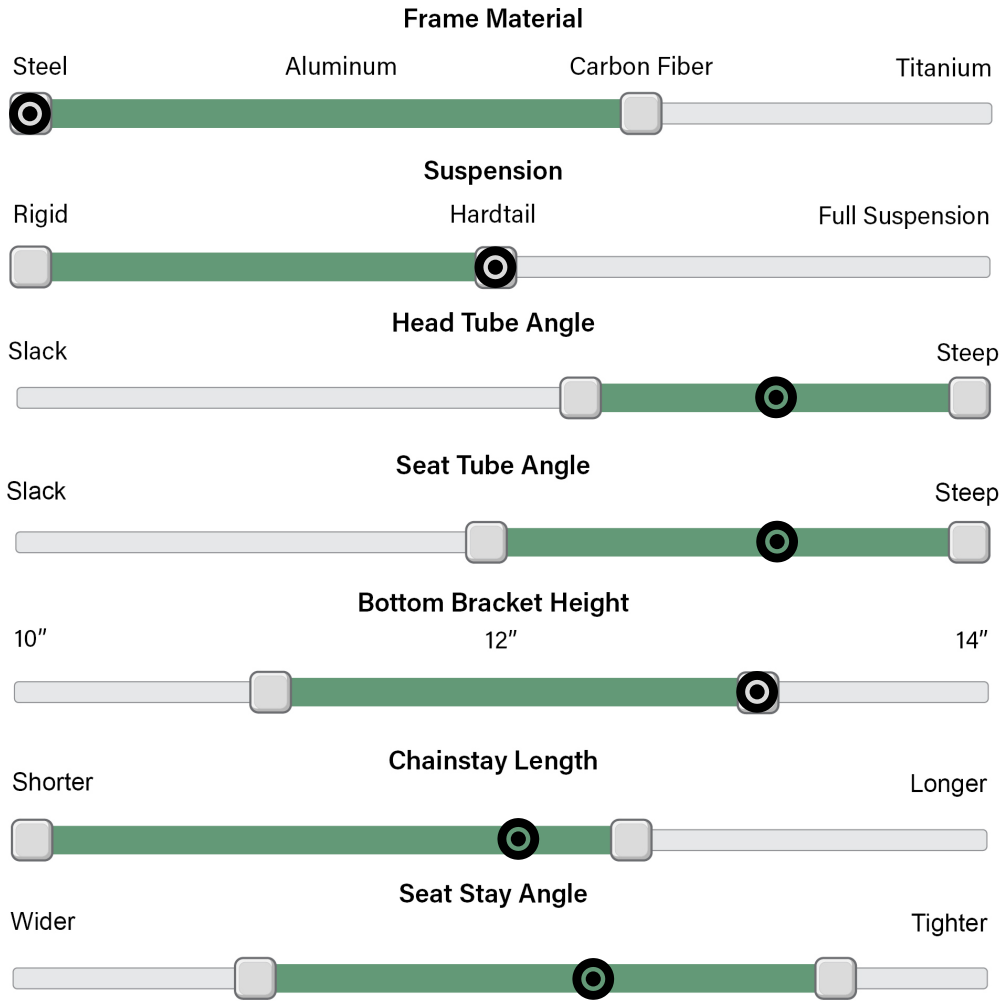 Frame Material
Steel Aluminum Carbon Fiber Titanium
Suspension
Rigid Hardtail Full Suspension
Head Tube Angle
Slack Steep
Seat Tube Angle
Slack Steep
Bottom Bracket Height
10″ 12″ 14″
Chainstay Length
Shorter Longer
Seat Stay Angle
Wider Tighter